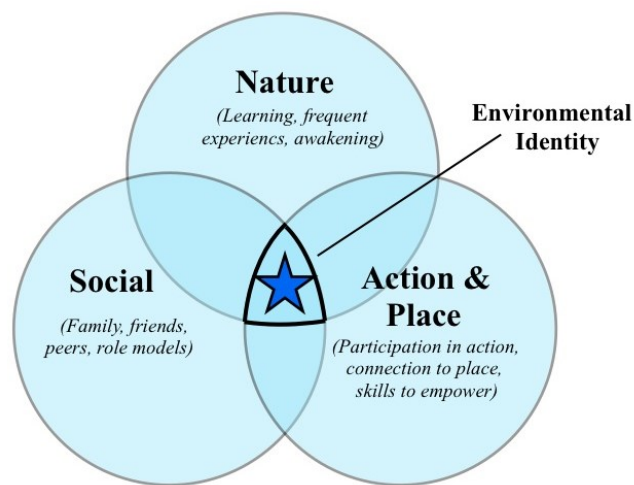 Nature
(Learning, frequent
experiencs, awakening)
Environmental
Identity
Social
(Family, friends,
peers, role models)
Action &
Place
(Participation in action,
connection to place,
skills to empower)